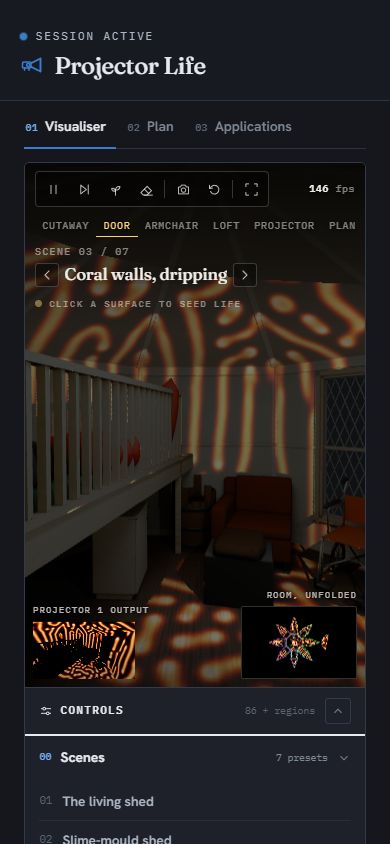 SESSION ACTIVE
Projector Life
01 Visualiser 02 Plan 03 Applications
146 fps
CUTAWAY DOOR ARMCHAIR LOFT PROJECTOR PLAN
SCENE 03 / 07
Coral walls, dripping
CLICK A SURFACE TO SEED LIFE
ROOM, UNFOLDED
PROJECTOR 1 OUTPUT
CONTROLS 86 + regions
00 Scenes 7 presets
01 The living shed
02 Slime-mould shed